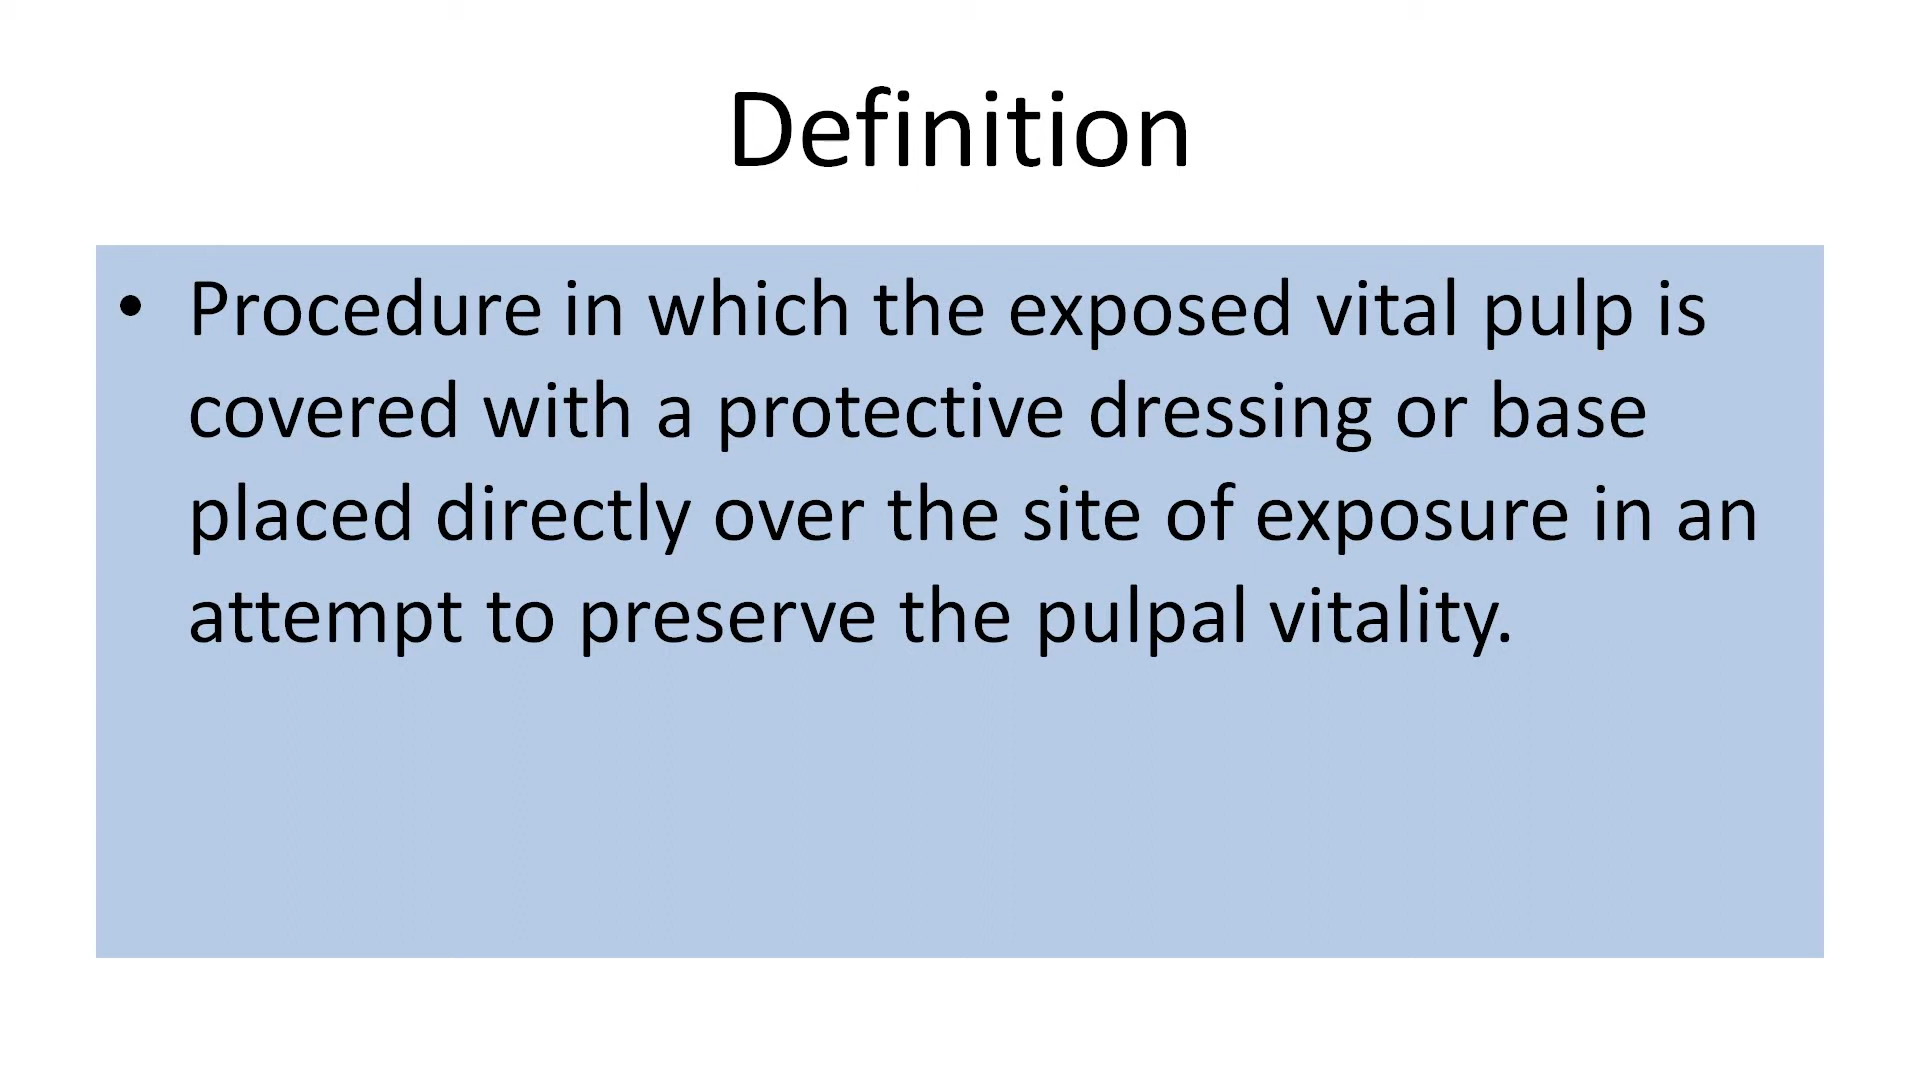 Definition
• Procedure in which the exposed vital pulp is
covered with a protective dressing or base
placed directly over the site of exposure in an
attempt to preserve the pulpal vitality.